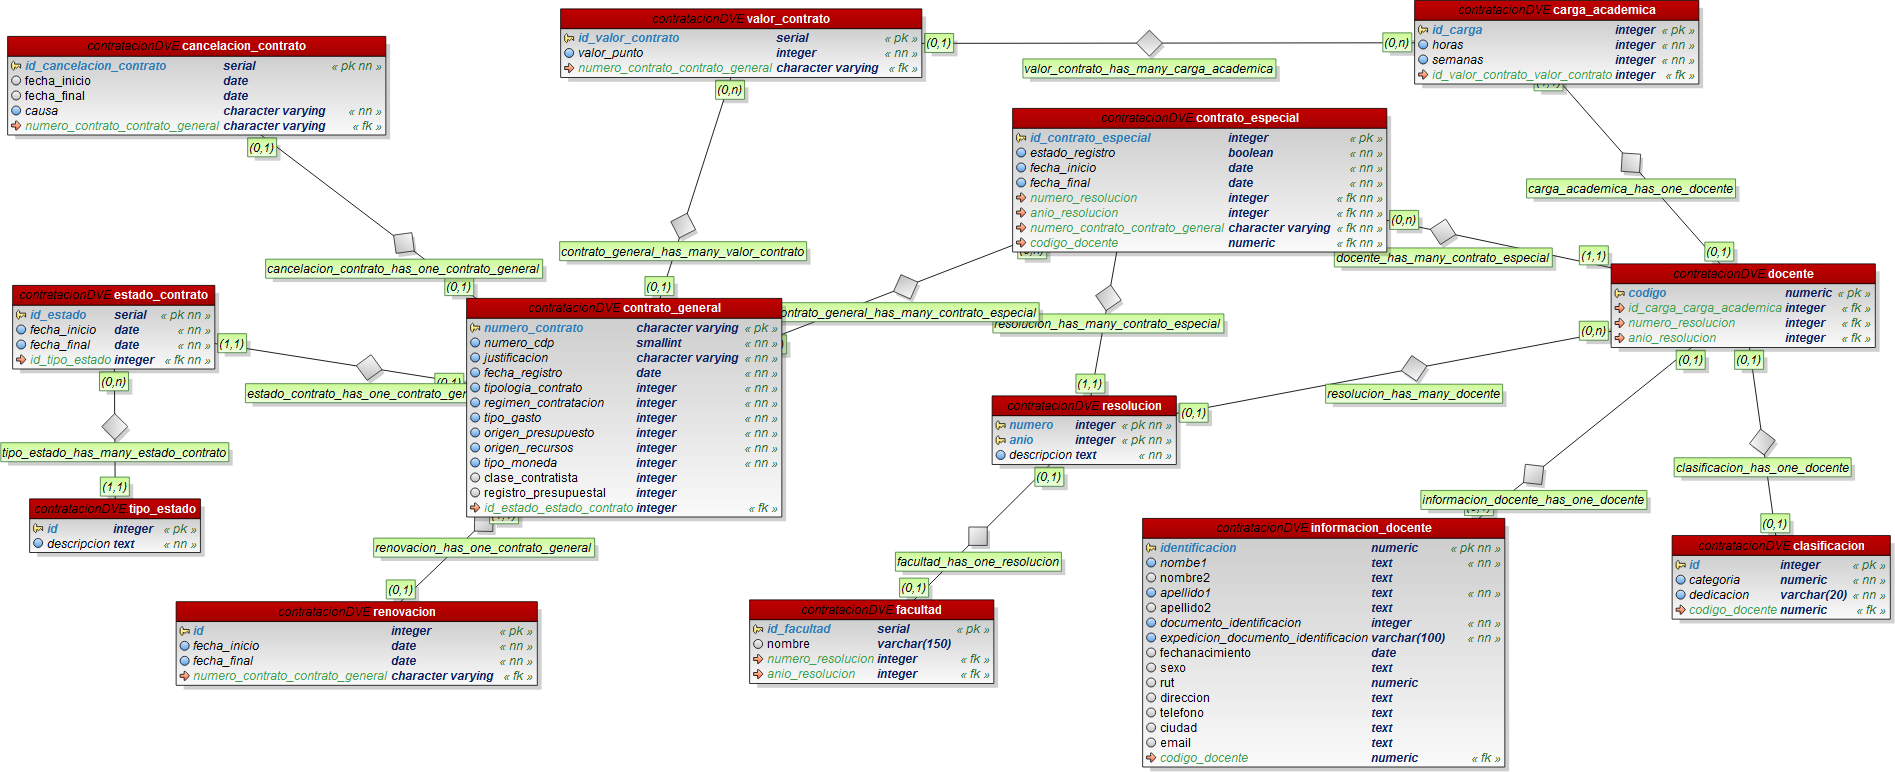 contratacionDVE.cancelacion_contrato
id_cancelacion_contrato serial « pk nn »
fecha_inicio date
fecha_final date
causa character varying « nn »
numero_contrato_contrato_general character varying « fk »
(0,1)
contratacionDVE.valor_contrato
id_valor_contrato serial « pk »
valor_punto integer « nn »
numero_contrato_contrato_general character varying « fk »
(0,n)
(0,1)
valor_contrato_has_many_carga_academica
(0,n)
contratacionDVE.carga_academica
id_carga integer « pk »
horas integer « nn »
semanas integer « nn »
id_valor_contrato_valor_contrato integer « fk »
(1,1)
carga_academica_has_one_docente
(0,1)
contratacionDVE.contrato_especial
id_contrato_especial integer « pk »
estado_registro boolean « nn »
fecha_inicio date « nn »
fecha_final date « nn »
numero_resolucion integer « fk nn »
anio_resolucion integer « fk nn »
numero_contrato_contrato_general character varying « fk nn »
codigo_docente numeric « fk nn »
(0,n)
docente_has_many_contrato_especial
(1,1)
cancelacion_contrato_has_one_contrato_general
(0,1)
contrato_general_has_many_valor_contrato
(0,1)
contratacionDVE.docente
codigo numeric « pk »
id_carga_carga_academica integer « fk »
numero_resolucion integer « fk »
anio_resolucion integer « fk »
(0,n)
(0,1)
(0,1)
contratacionDVE.estado_contrato
id_estado serial « pk nn »
fecha_inicio date « nn »
fecha_final date « nn »
id_tipo_estado integer « fk nn »
(1,1)
(0,n)
estado_contrato_has_one_contrato_ger
(0,1)
contratacionDVE.contrato_general
numero_contrato character varying « pk »
numero_cdp smallint « nn »
justificacion character varying « nn »
fecha_registro date « nn »
tipologia_contrato integer « nn »
regimen_contratacion integer « nn »
tipo_gasto integer « nn »
origen_presupuesto integer « nn »
origen_recursos integer « nn »
tipo_moneda integer « nn »
clase_contratista integer
registro_presupuestal integer
id_estado_estado_contrato integer « fk »
ontrato_general_has_many_contrato_especial
resolucion_has_many_contrato_especial
(1,1)
contratacionDVE.resolucion
numero integer « pk nn »
anio integer « pk nn »
descripcion text « nn »
(0,1)
(0,1)
resolucion_has_many_docente
tipo_estado_has_many_estado_contrato
(1,1)
contratacionDVE.tipo_estado
id integer « pk »
descripcion text « nn »
(1,1)
renovacion_has_one_contrato_general
(0,1)
contratacionDVE.renovacion
id integer « pk »
fecha_inicio date « nn »
fecha_final date « nn »
numero_contrato_contrato_general character varying « fk »
facultad_has_one_resolucion
(0,1)
contratacionDVE.facultad
id_facultad serial « pk »
nombre varchar(150)
numero_resolucion integer « fk »
anio_resolucion integer « fk »
informacion_docente_has_one_docente
contratacionDVE.informacion_docente
identificacion numeric « pk nn »
nombe1 text « nn »
nombre2 text
apellido1 text « nn »
apellido2 text
documento_identificacion integer « nn »
expedicion_documento_identificacion varchar(100) « nn »
fechanacimiento date
sexo text
rut numeric
direccion text
telefono text
ciudad text
email text
codigo_docente numeric « fk »
clasificacion_has_one_docente
(0,1)
contratacionDVE.clasificacion
id integer « pk »
categoria numeric « nn »
dedicacion varchar(20) « nn »
codigo_docente numeric « fk »